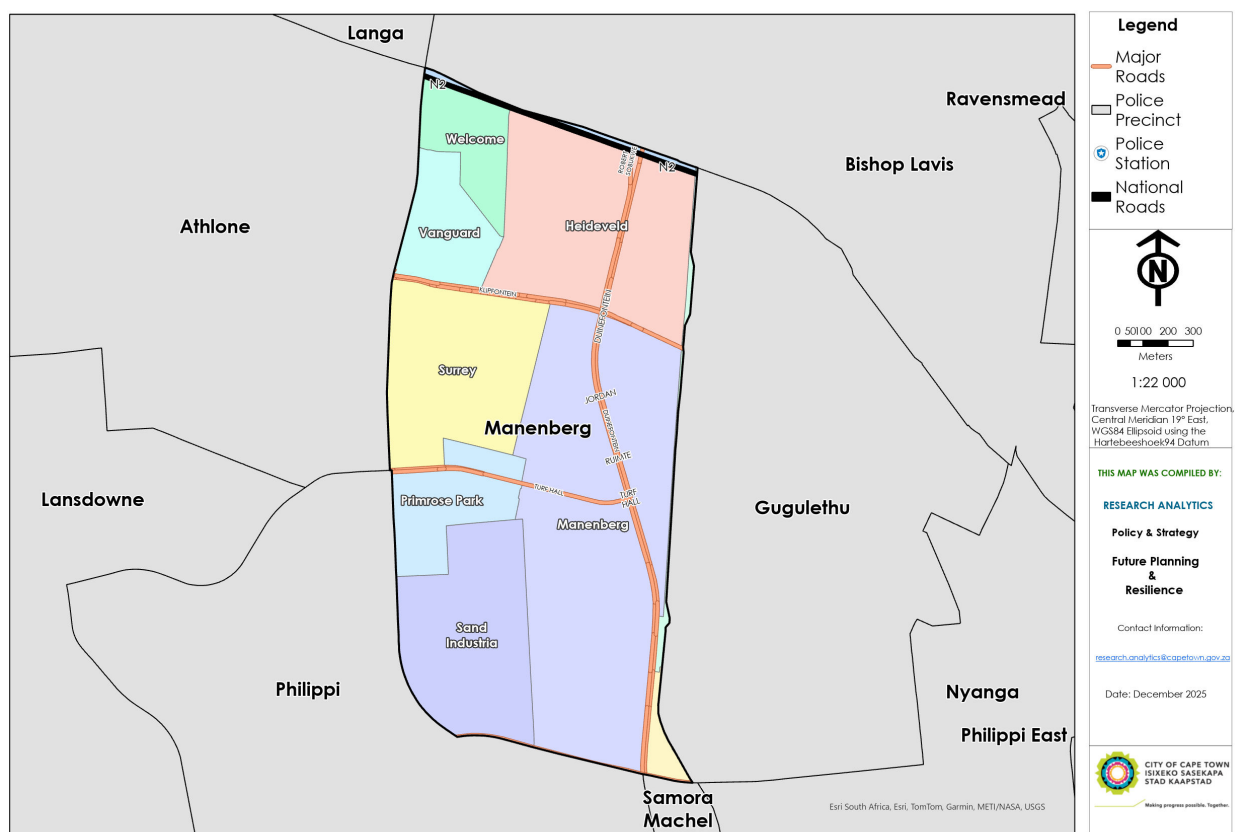 Langa
N2
Ravensmead
Welcome
Bishop Lavis
ROBERT
SOBUKWE
N2
Athlone
Vanguard
Heideveld
KLIPFONTEIN
DUINEFONTEIN
Surrey
JORDAN
Manenberg
DUINEFONTEIN
RUIMTE
Lansdowne
Primrose Park
TURF HALL
TURF
HALL
Gugulethu
Manenberg
Sand
Industria
Philippi
Nyanga
Philippi East
Samora
Machel
Esri South Africa, Esri, TomTom, Garmin, METI/NASA, USGS
Legend
Major
Roads
Police
Precinct
Police
Station
National
Roads
N
0 50100 200 300
Meters
1:22 000
Transverse Mercator Projection,
Central Meridian 19° East,
WGS84 Ellipsoid using the
Hartebeeshoek94 Datum
THIS MAP WAS COMPILED BY:
RESEARCH ANALYTICS
Policy & Strategy
Future Planning
&
Resilience
Contact Information:
research.analytics@capetown.gov.za
Date: December 2025
CITY OF CAPE TOWN
ISIXEKO SASEKAPA
STAD KAAPSTAD
Making progress possible. Together.